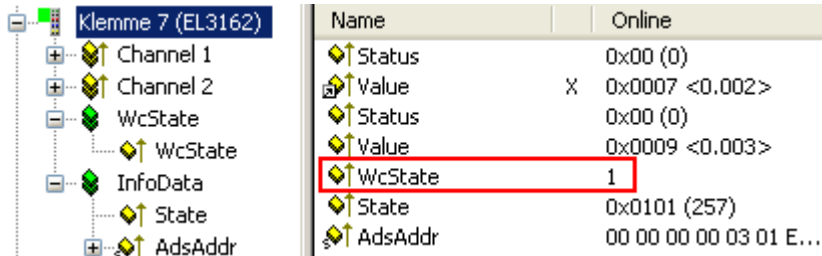 Klemme 7 (EL3162)
Channel 1
Channel 2
WcState
WcState
InfoData
State
AdsAddr
Name Online
Status 0x00 (0)
Value X 0x0007 <0.002>
Status 0x00 (0)
Value 0x0009 <0.003>
WcState 1
State 0x0101 (257)
AdsAddr 00 00 00 00 03 01 E...